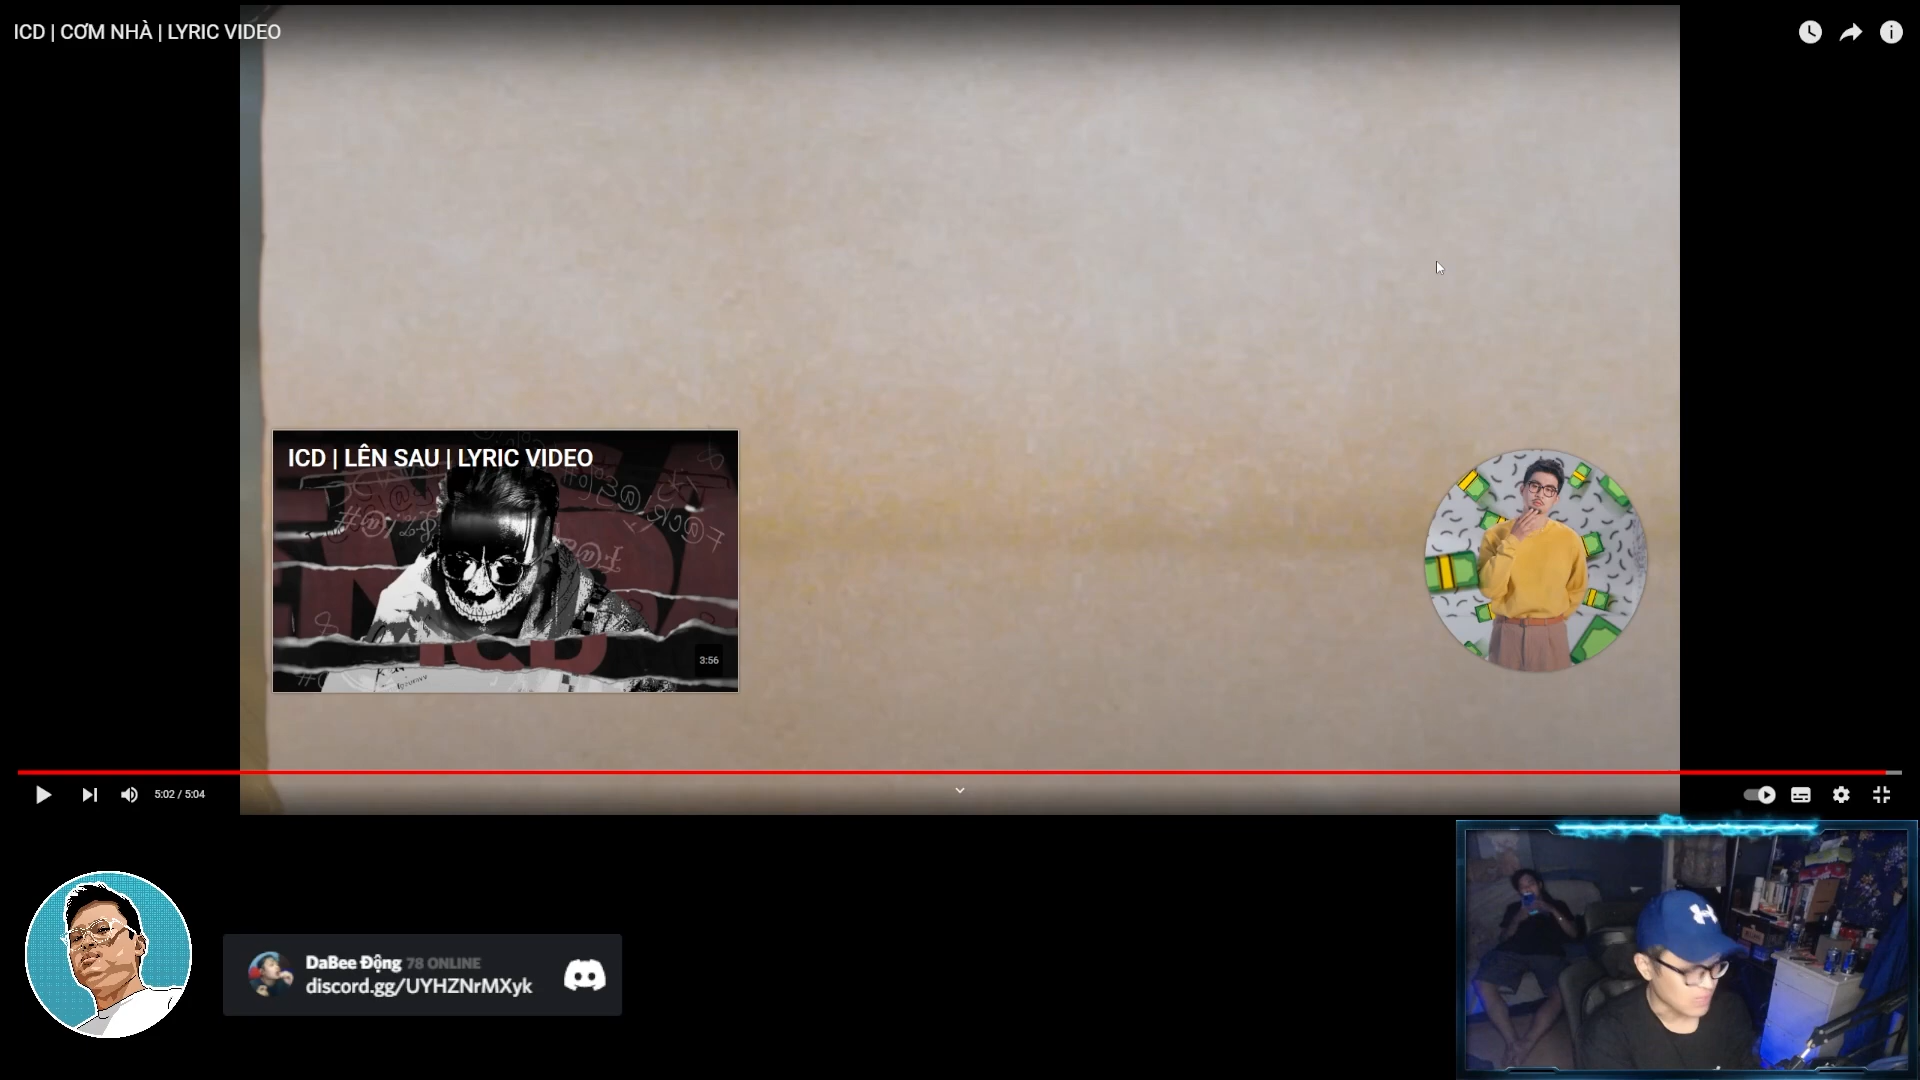 ICD | CƠM NHÀ | LYRIC VIDEO
ICD | LÊN SAU | LYRIC VIDEO
ICD
3:56
5:02 / 5:04
DaBee Động 78 ONLINE
discord.gg/UYHZNrMXyk